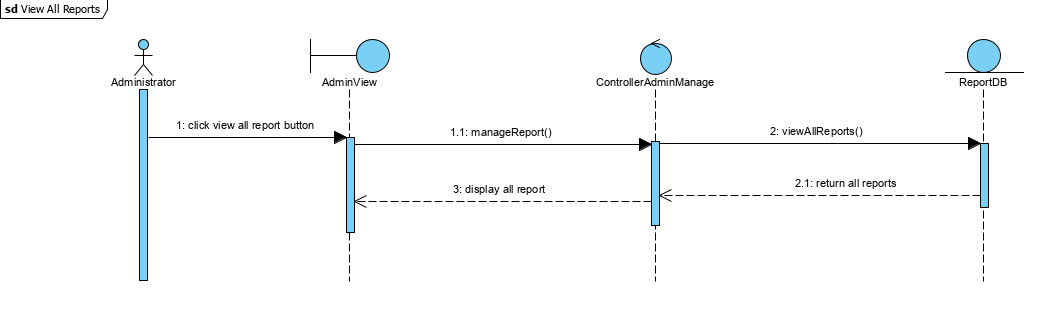 sd View All Reports
Administrator
AdminView
ControllerAdminManage
ReportDB
1: click view all report button
1.1: manageReport()
2: viewAllReports()
3: display all report
2.1: return all reports